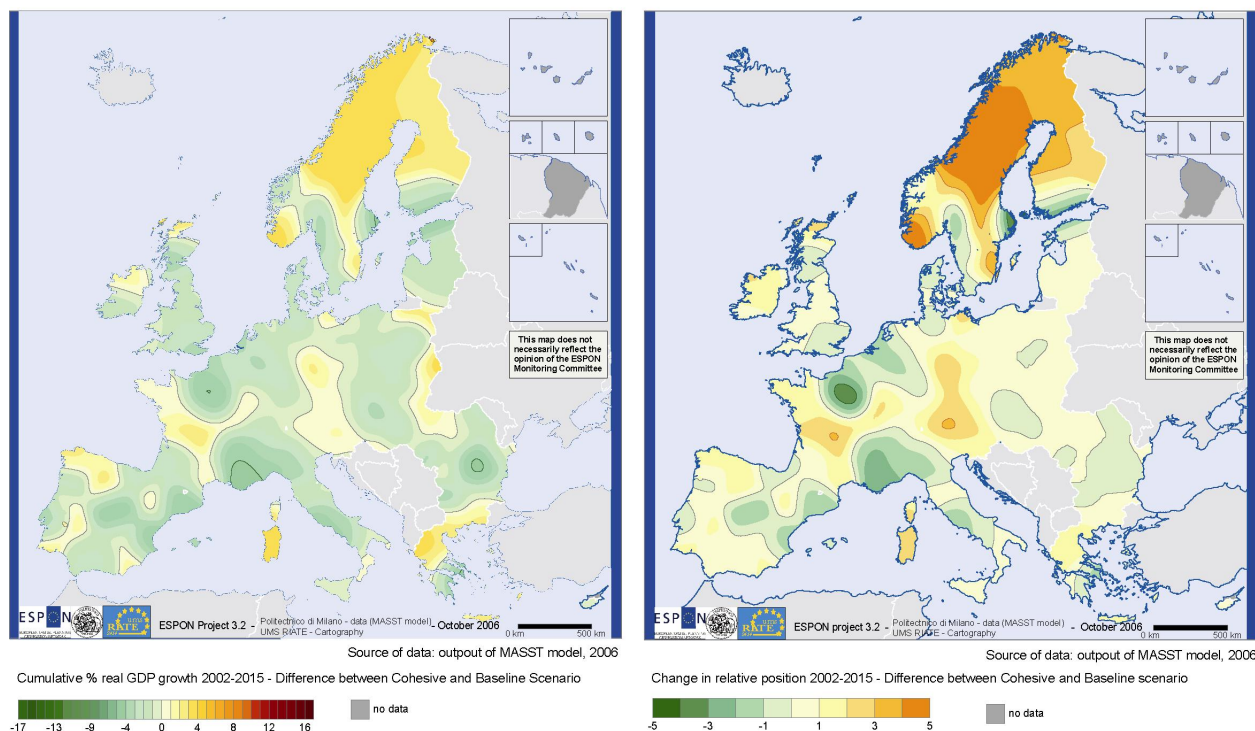 This map does not
necessarily reflect the
opinion of the ESPON
Monitoring Committee
ESPON
RIATE
ESPON Project 3.2 - Politectnico di Milano - data (MASST model) - October 2006
UMS RIATE - Cartography
0 km 500 km
Source of data: outpout of MASST model, 2006
Cumulative % real GDP growth 2002-2015 - Difference between Cohesive and Baseline Scenario
-17 -13 -9 -4 0 4 8 12 16
no data
This map does not
necessarily reflect the
opinion of the ESPON
Monitoring Committee
ESPON
RIATE
ESPON project 3.2 - Politecnico di Milano - data (MASST model) - October 2006
UMS RIATE - Cartography
0 km 500 km
Source of data: outpout of MASST model, 2006
Change in relative position 2002-2015 - Difference between Cohesive and Baseline scenario
-5 -3 -1 1 3 5
no data